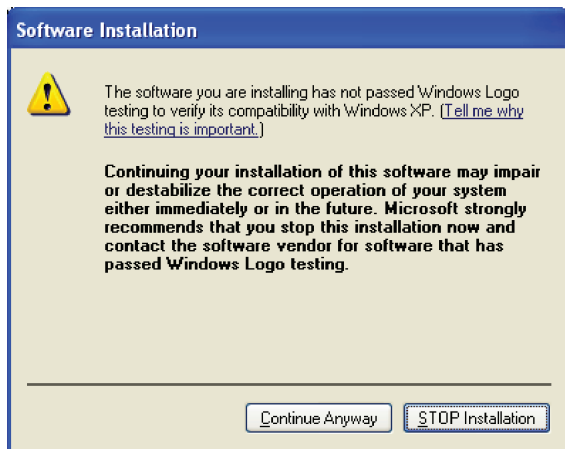 Software Installation
The software you are installing has not passed Windows Logo
testing to verify its compatibility with Windows XP. (Tell me why
this testing is important.)
Continuing your installation of this software may impair
or destabilize the correct operation of your system
either immediately or in the future. Microsoft strongly
recommends that you stop this installation now and
contact the software vendor for software that has
passed Windows Logo testing.
Continue Anyway
STOP Installation